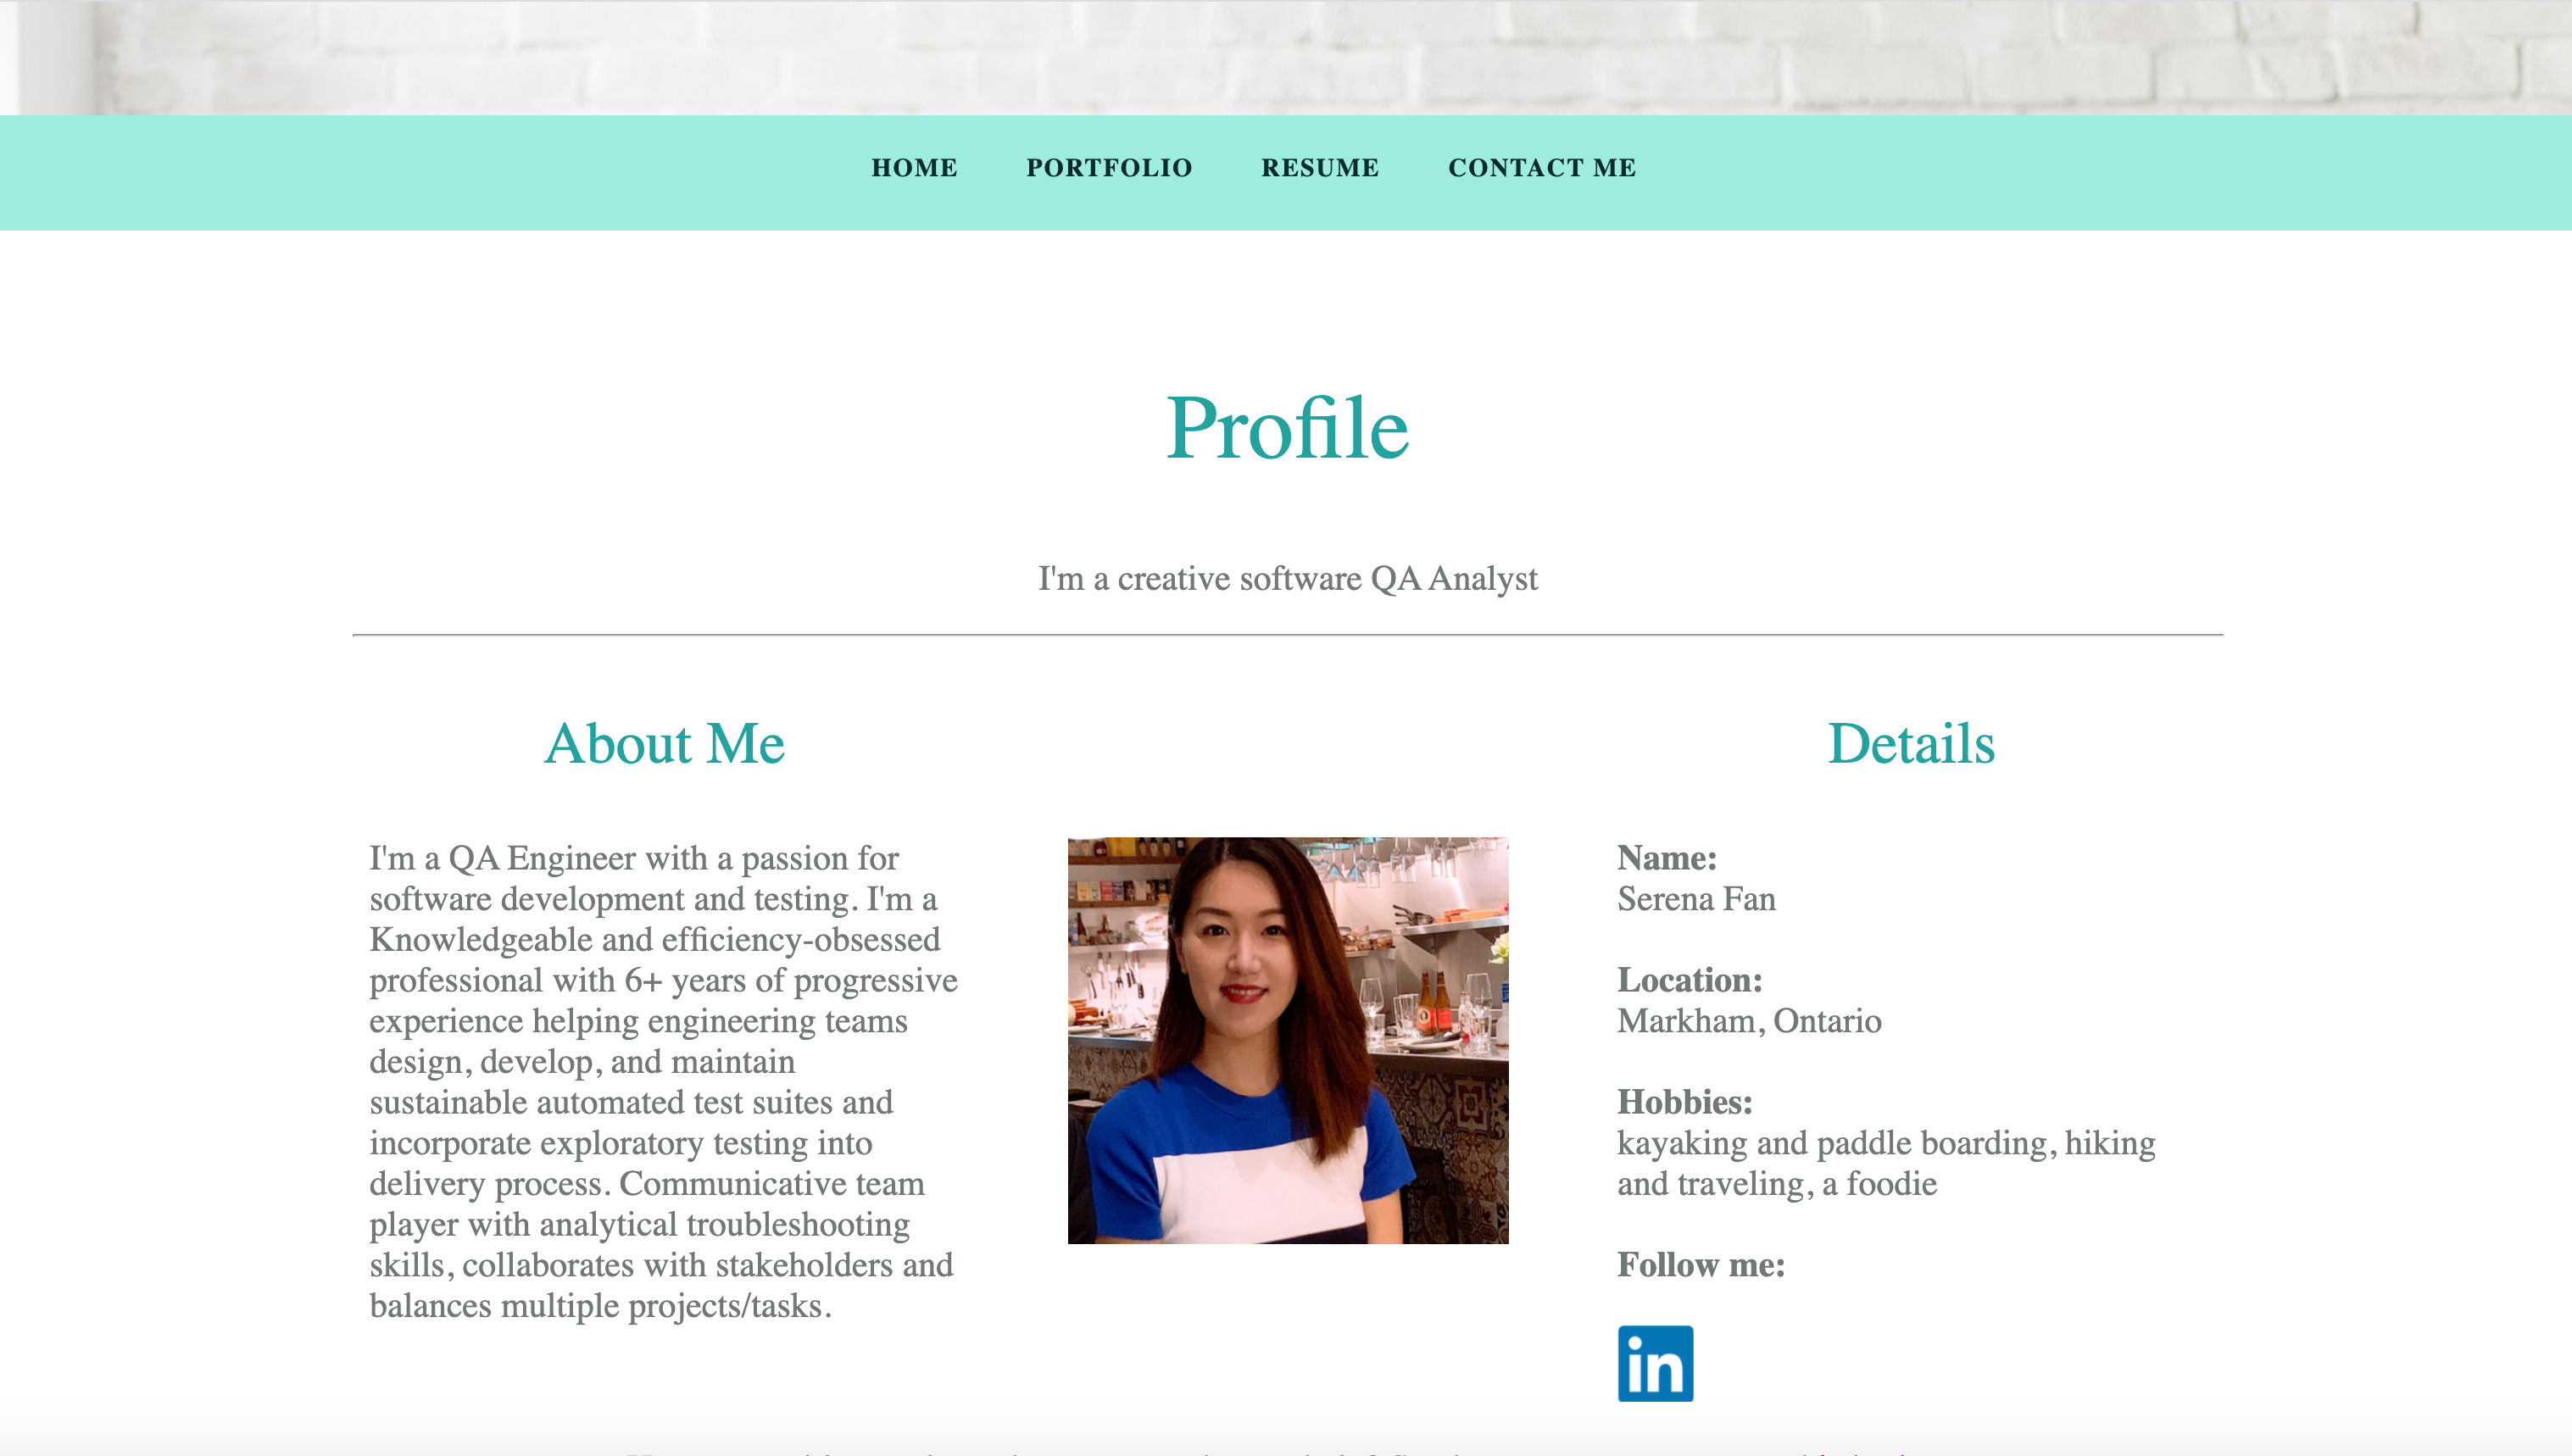 HOME PORTFOLIO RESUME CONTACT ME
Profile
I'm a creative software QA Analyst
About Me
I'm a QA Engineer with a passion for
software development and testing. I'm a
Knowledgeable and efficiency-obsessed
professional with 6+ years of progressive
experience helping engineering teams
design, develop, and maintain
sustainable automated test suites and
incorporate exploratory testing into
delivery process. Communicative team
player with analytical troubleshooting
skills, collaborates with stakeholders and
balances multiple projects/tasks.
Details
Name:
Serena Fan
Location:
Markham, Ontario
Hobbies:
kayaking and paddle boarding, hiking
and traveling, a foodie
Follow me:
in